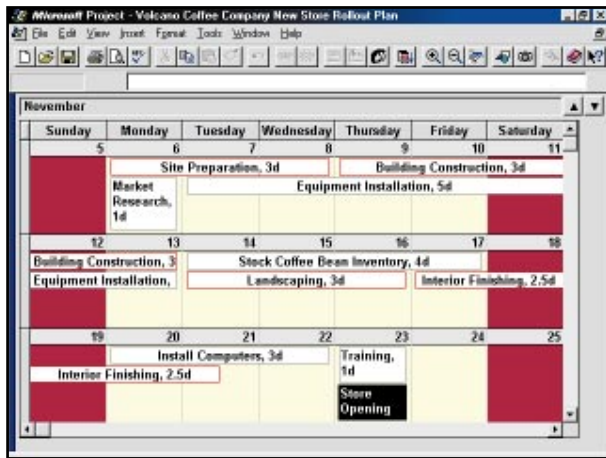 Microsoft Project - Volcano Coffee Company New Store Rollout Plan
File Edit View Insert Format Tools Window Help
November
Sunday Monday Tuesday Wednesday Thursday Friday Saturday
5 6 7 8 9 10 11
Site Preparation, 3d Building Construction, 3d
Market Equipment Installation, 5d
Research,
1d
12 13 14 15 16 17 18
Building Construction, 3 Stock Coffee Bean Inventory, 4d
Equipment Installation, Landscaping, 3d Interior Finishing, 2.5d
19 20 21 22 23 24 25
Install Computers, 3d Training,
1d
Interior Finishing, 2.5d
Store
Opening